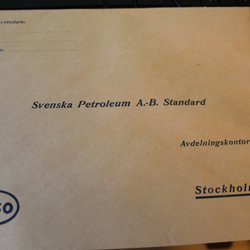 Svenska Petroleum A.-B. Standard
Avdelningskontor
Stockhol